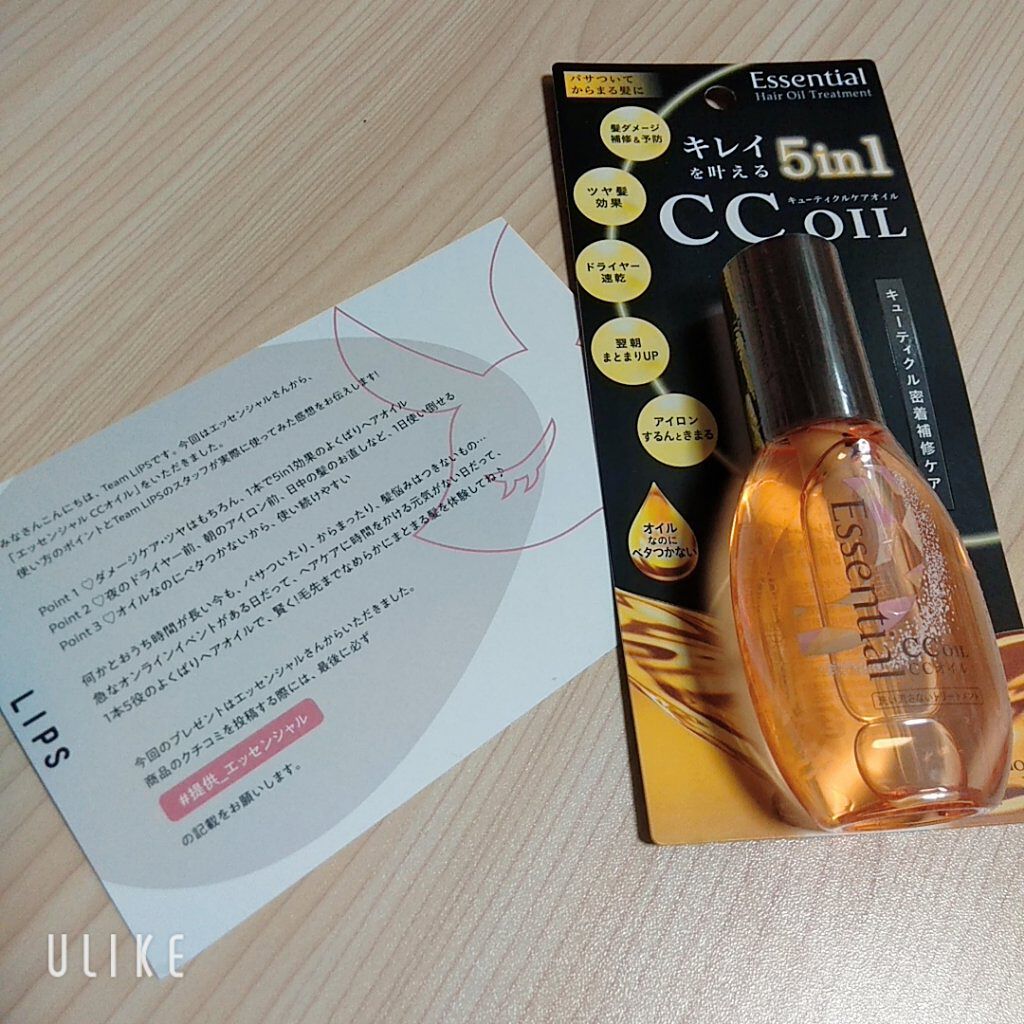 みなさんこんにちは、Team LIPSです。今回はエッセンシャルさんから、
「エッセンシャル CCオイル」をいただきました。
使い方のポイントとTeam LIPSのスタッフが実際に使ってみた感想をお伝えします!
Point 1 ♡ダメージケア・ツヤはもちろん、1本で5in1効果のよくばりヘアオイル
Point 2 ♡夜のドライヤー前、朝のアイロン前、日中の髪のお直しなど、1日使い倒せる
Point 3 ♡オイルなのにベタつかないから、使い続けやすい
何かとおうち時間が長い今も、パサついたり、からまったり、髪悩みはつきないもの…
急なオンラインイベントがある日だって、ヘアケアに時間をかける元気がない日だって、
1本5役のよくばりヘアオイルで、賢く!毛先までなめらかにまとまる髪を体験してね♪
今回のプレゼントはエッセンシャルさんからいただきました。
商品のクチコミを投稿する際には、最後に必ず
#提供_エッセンシャル
の記載をお願いします。
LIPS
パサついて
からまる髪に
Essential
Hair Oil Treatment
髪ダメージ
補修&予防
キレイ
を叶える
5in1
キューティクルケアオイル
CC OIL
ツヤ髪
効果
ドライヤー
速乾
翌朝
まとまりUP
アイロン
するんときまる
オイル
なのに
ベタつかない
キューティクル密着補修ケア
Essential
CC OIL
CCオイル
ULIKE